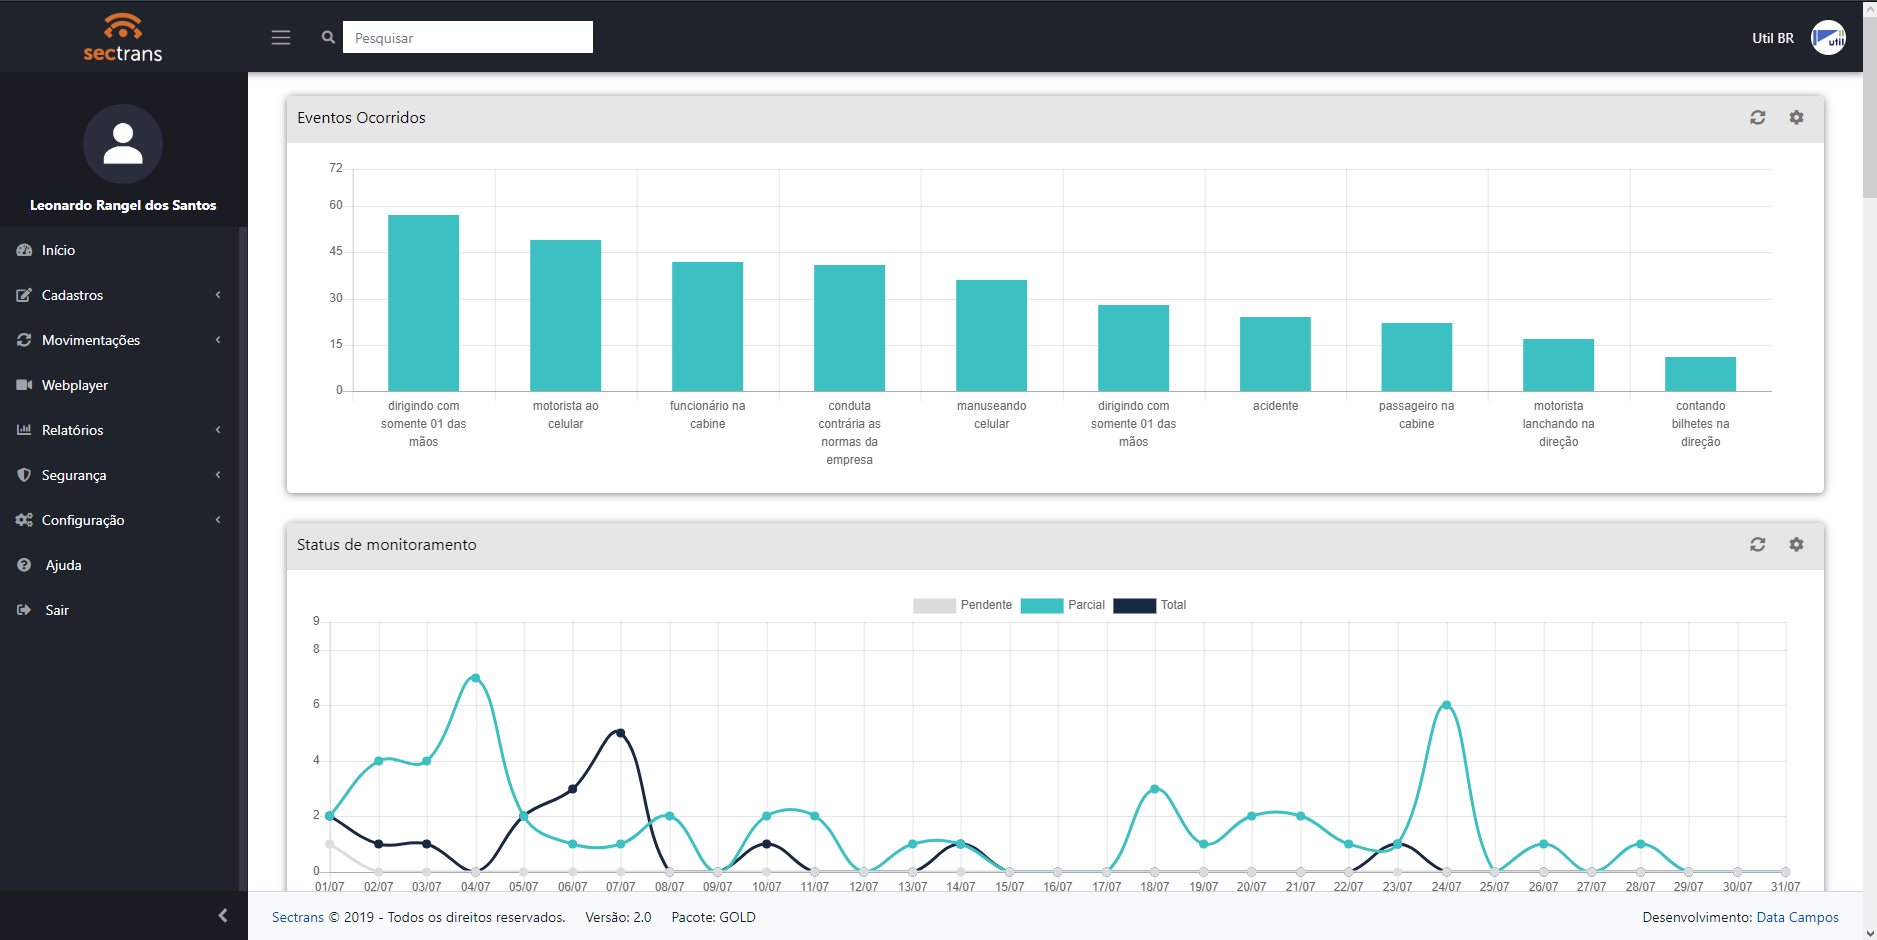 sectrans
Pesquisar
Util BR
util
Leonardo Rangel dos Santos
Início
Cadastros
Movimentações
Webplayer
Relatórios
Segurança
Configuração
Ajuda
Sair
Eventos Ocorridos
72
60
45
30
15
0
dirigindo com
somente 01 das
mãos
motorista ao
celular
funcionário na
cabine
conduta
contrária as
normas da
empresa
manuseando
celular
dirigindo com
somente 01 das
mãos
acidente
passageiro na
cabine
motorista
lanchando na
direção
contando
bilhetes na
direção
Status de monitoramento
Pendente Parcial Total
9
8
6
4
2
0
01/07 02/07 03/07 04/07 05/07 06/07 07/07 08/07 09/07 10/07 11/07 12/07 13/07 14/07 15/07 16/07 17/07 18/07 19/07 20/07 21/07 22/07 23/07 24/07 25/07 26/07 27/07 28/07 29/07 30/07 31/07
Sectrans © 2019 - Todos os direitos reservados. Versão: 2.0 Pacote: GOLD
Desenvolvimento: Data Campos